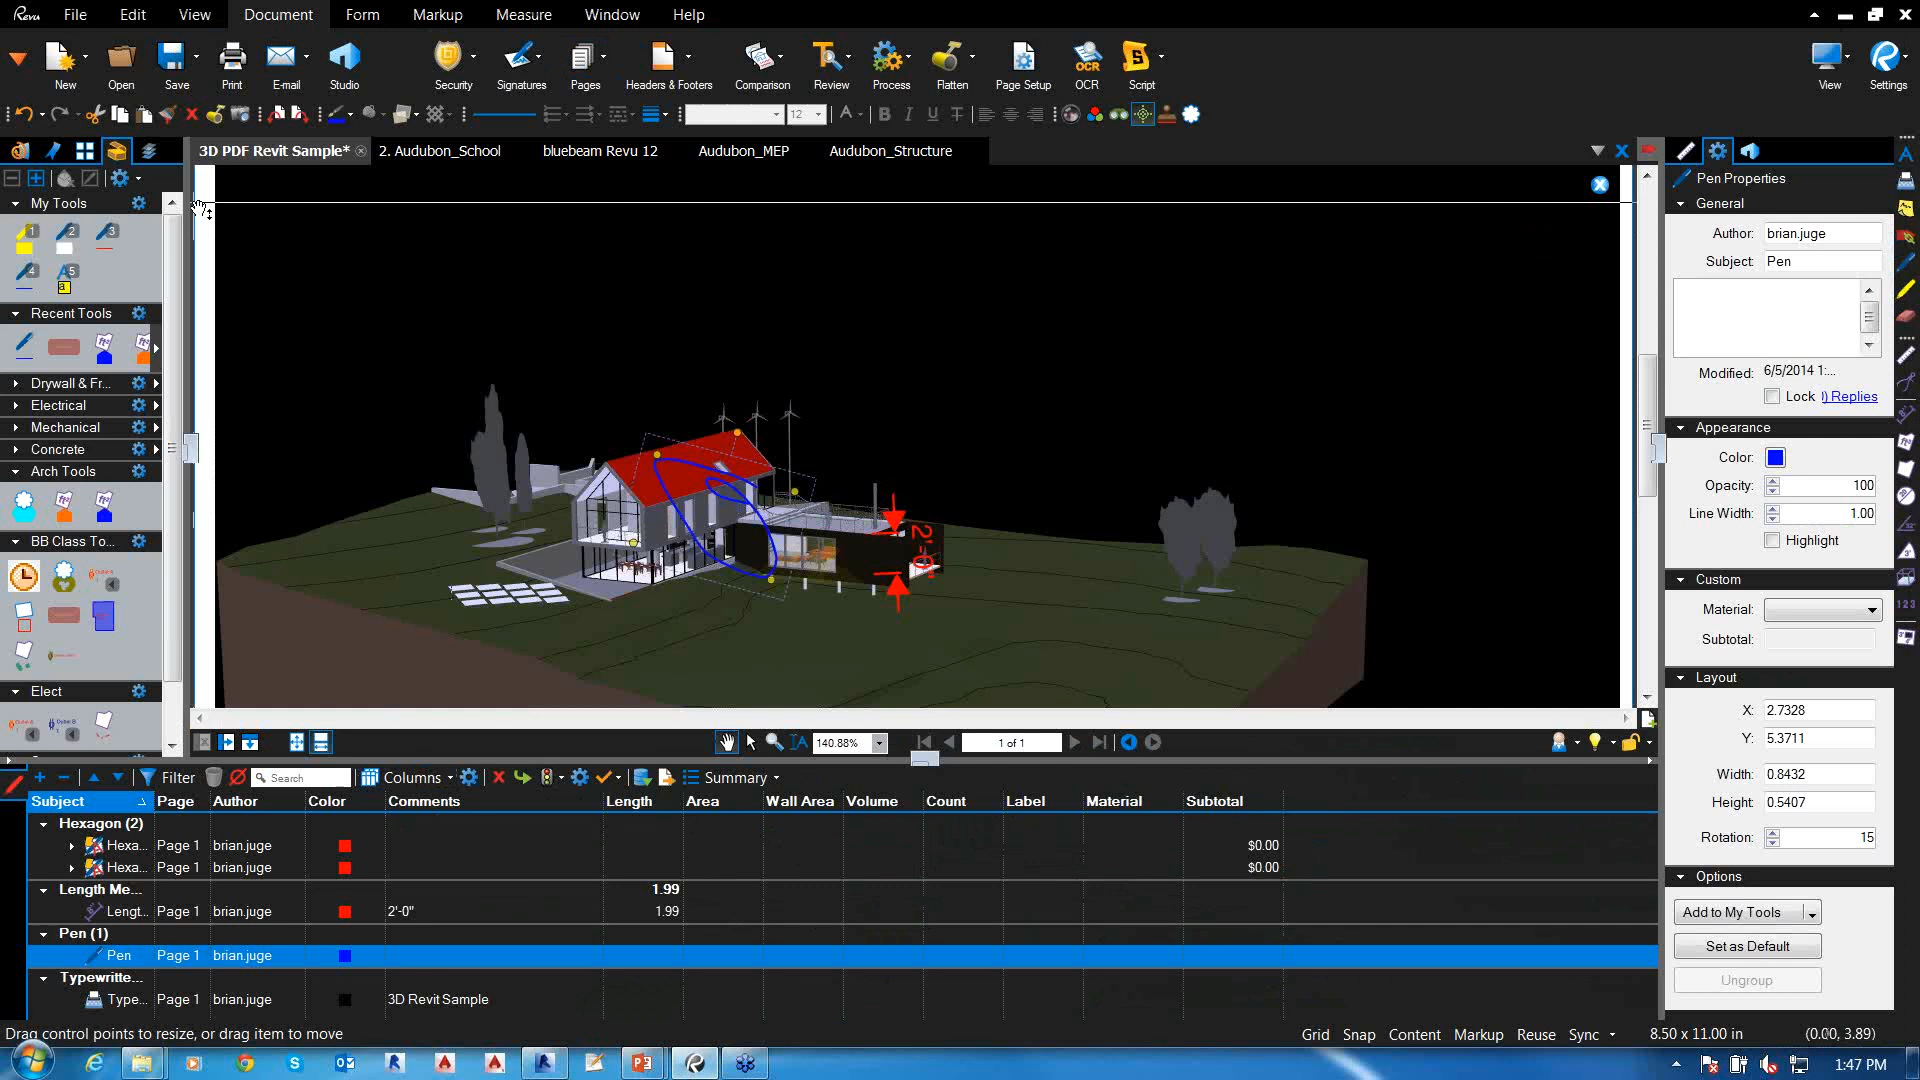 Revu File Edit View Document Form Markup Measure Window Help
New Open Save Print E-mail Studio Security Signatures Pages Headers & Footers Comparison Review Process Flatten Page Setup OCR Script View Settings
12
3D PDF Revit Sample* 2. Audubon_School bluebeam Revu 12 Audubon_MEP Audubon_Structure
My Tools
1 2 3
4 5
a
Recent Tools
Drywall & Fr...
Electrical
Mechanical
Concrete
Arch Tools
BB Class To...
Elect
2'-0"
Pen Properties
General
Author: brian.juge
Subject: Pen
Modified: 6/5/2014 1:...
Lock Replies
Appearance
Color:
Opacity: 100
Line Width: 1.00
Highlight
Custom
Material:
Subtotal:
Layout
X: 2.7328
Y: 5.3711
Width: 0.8432
Height: 0.5407
Rotation: 15
Options
Add to My Tools
Set as Default
Ungroup
140.88% 1 of 1
Filter Search Columns Summary
Subject Page Author Color Comments Length Area Wall Area Volume Count Label Material Subtotal
Hexagon (2)
Hexa... Page 1 brian.juge $0.00
Hexa... Page 1 brian.juge $0.00
Length Me... 1.99
Lengt... Page 1 brian.juge 2'-0" 1.99
Pen (1)
Pen Page 1 brian.juge
Typewritte...
Type... Page 1 brian.juge 3D Revit Sample
Drag control points to resize, or drag item to move
Grid Snap Content Markup Reuse Sync 8.50 x 11.00 in (0.00, 3.89)
1:47 PM